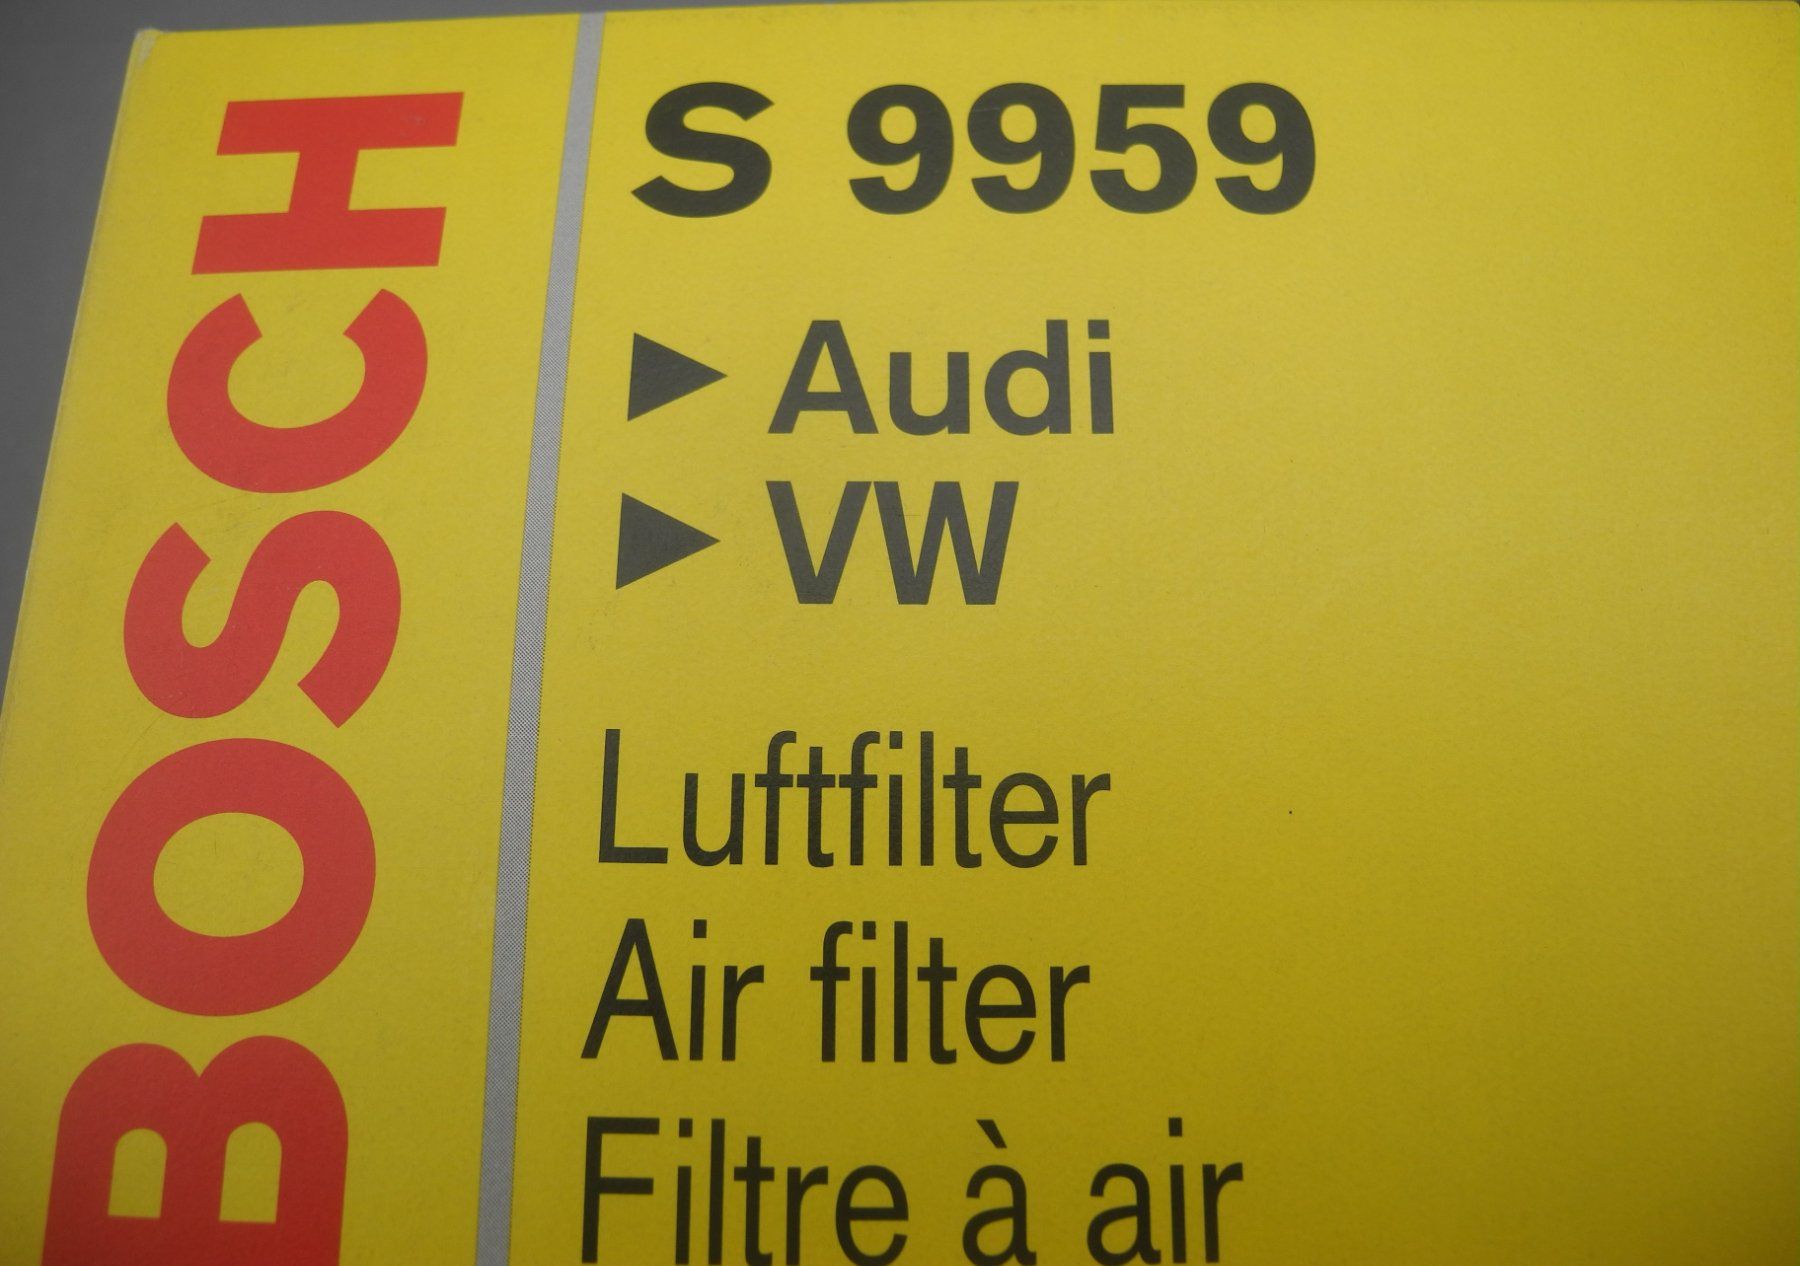 BOSCH
S 9959
► Audi
► VW
Luftfilter
Air filter
Filtre à air